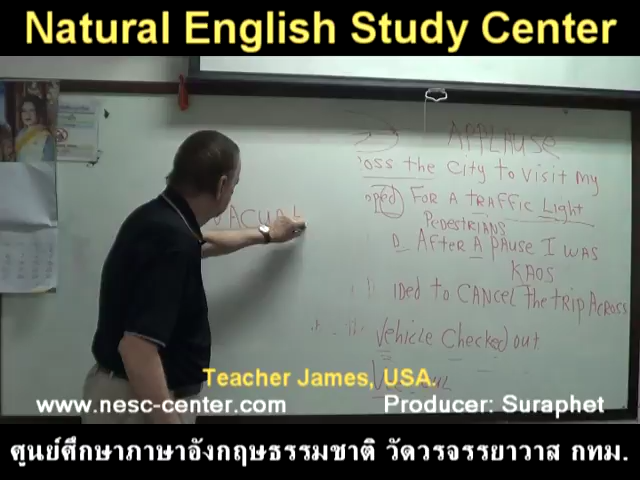 Natural English Study Center
APPLAUSE
oss the city to visit my
oped FOR A tRAFFIC Light
PEDESTRIANS
D AFter A pause I WAS
VACUA
KAOS
IDed to CANCEL the tRIP ACROSS
Vehicle Checked out
Teacher James, USA.
www.nesc-center.com Producer: Suraphet
ศูนย์ศึกษาภาษาอังกฤษธรรมชาติ วัดวรจรรยาวาส กทม.